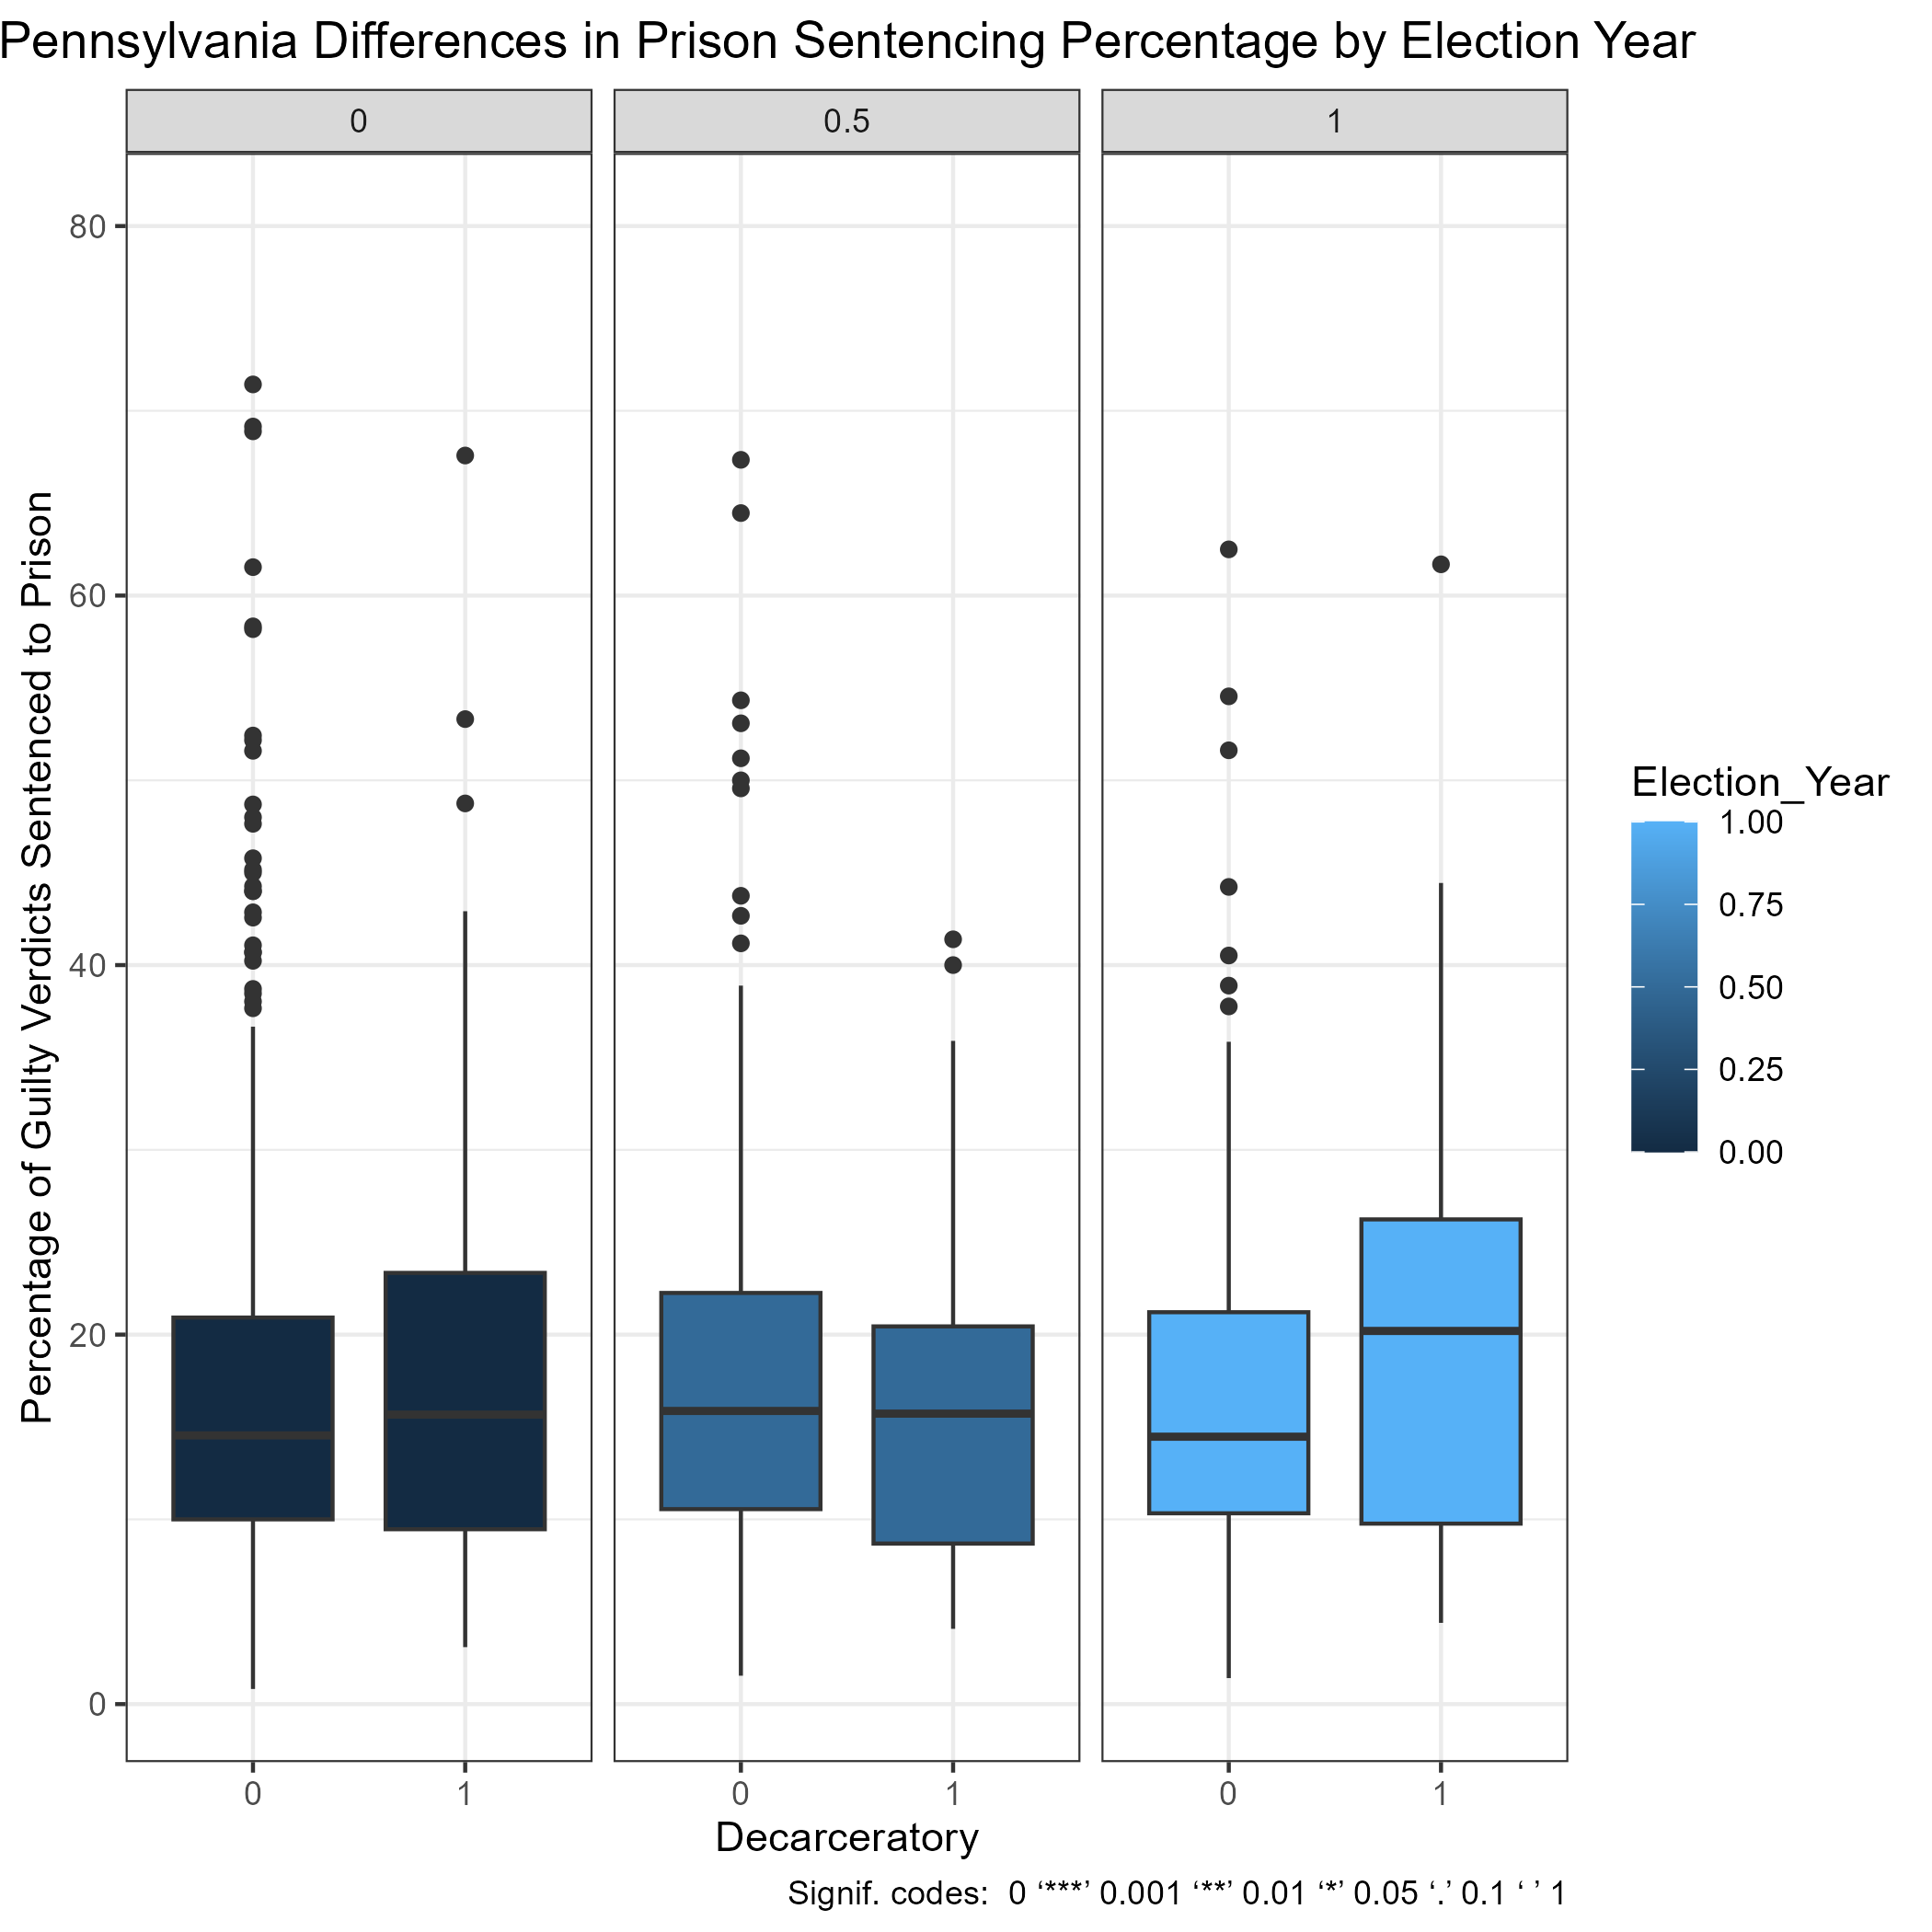 Pennsylvania Differences in Prison Sentencing Percentage by Election Year
0 0.5 1
Percentage of Guilty Verdicts Sentenced to Prison
80
60
40
20
0
0 1 0 1 0 1
Decarceratory
Signif. codes:  0 ‘***’ 0.001 ‘**’ 0.01 ‘*’ 0.05 ‘.’ 0.1 ‘ ’ 1
Election_Year
1.00
0.75
0.50
0.25
0.00